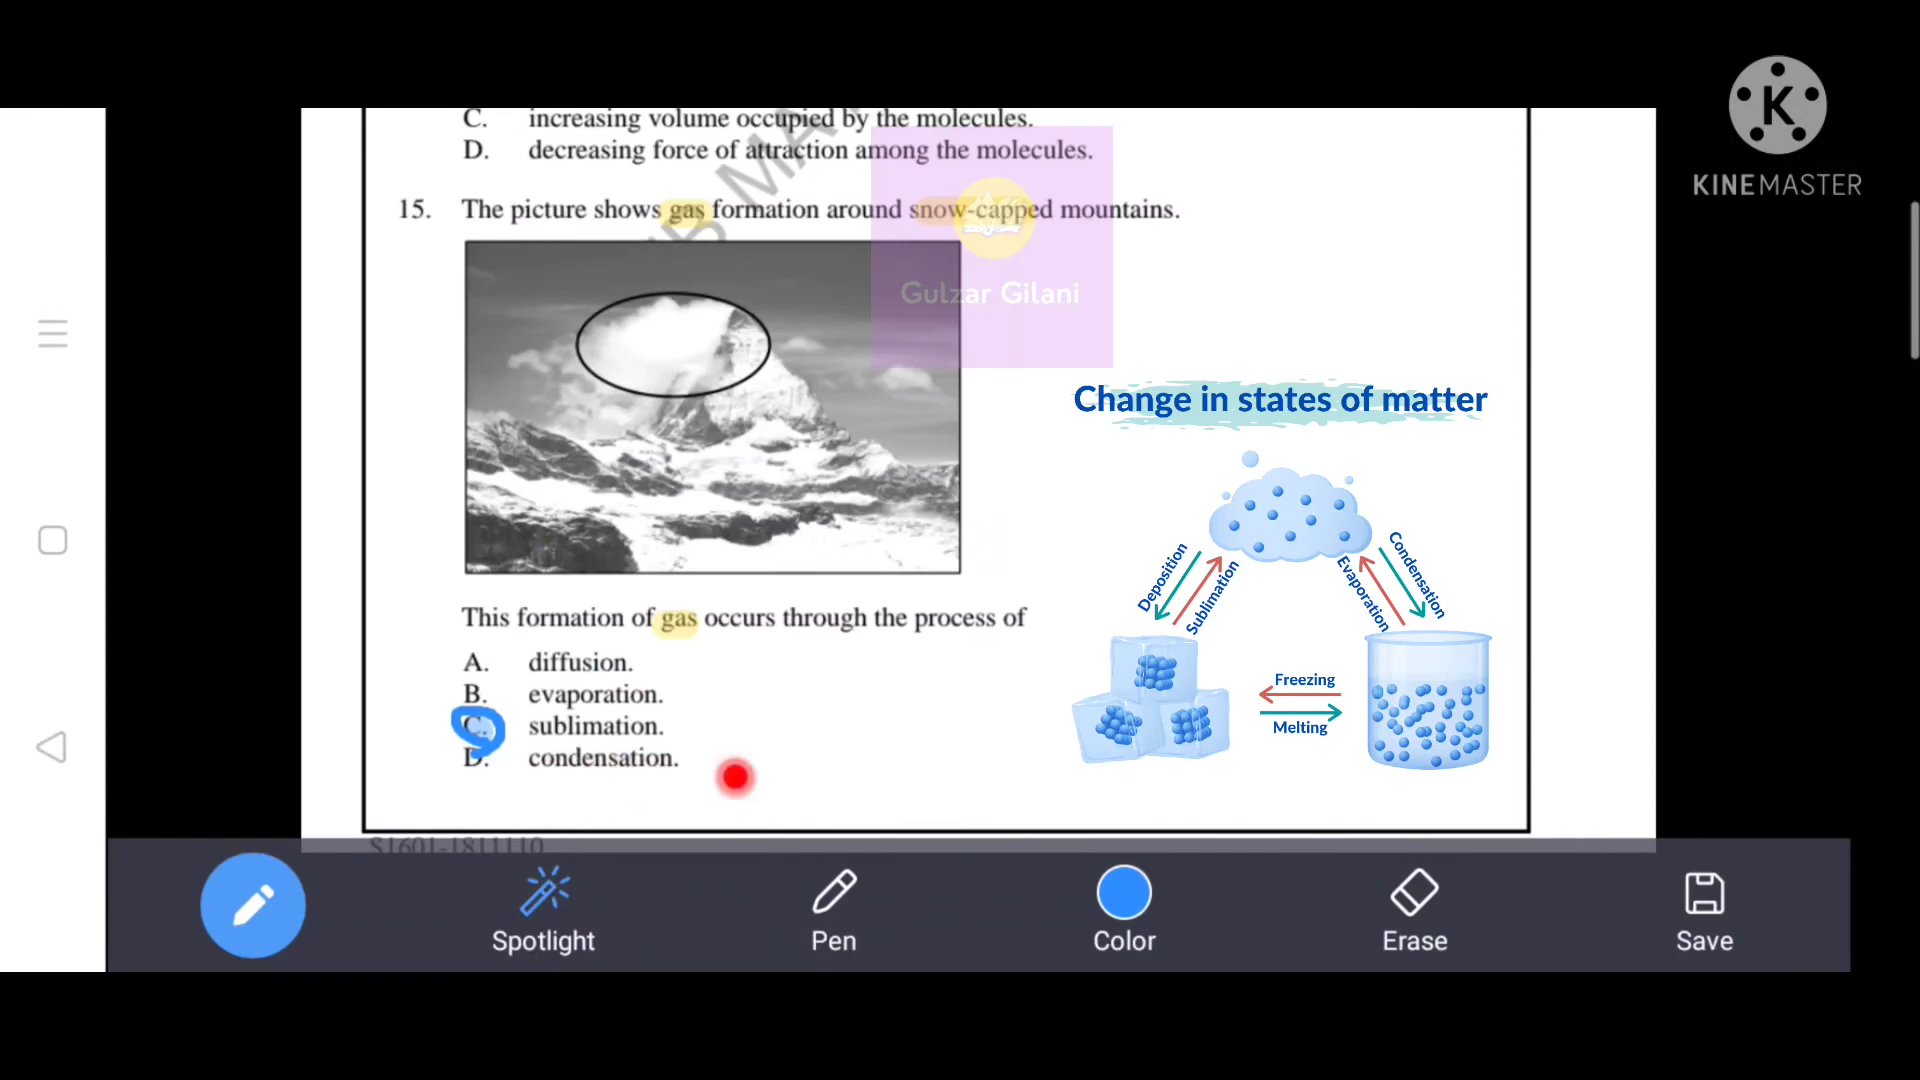 C. increasing volume occupied by the molecules.
D. decreasing force of attraction among the molecules.
KINEMASTER
15. The picture shows gas formation around snow-capped mountains.
Gulzar Gilani
Change in states of matter
Deposition
Sublimation
Evaporation
Condensation
Freezing
Melting
This formation of gas occurs through the process of
A. diffusion.
B. evaporation.
C. sublimation.
D. condensation.
S1601-1811110
Spotlight
Pen
Color
Erase
Save